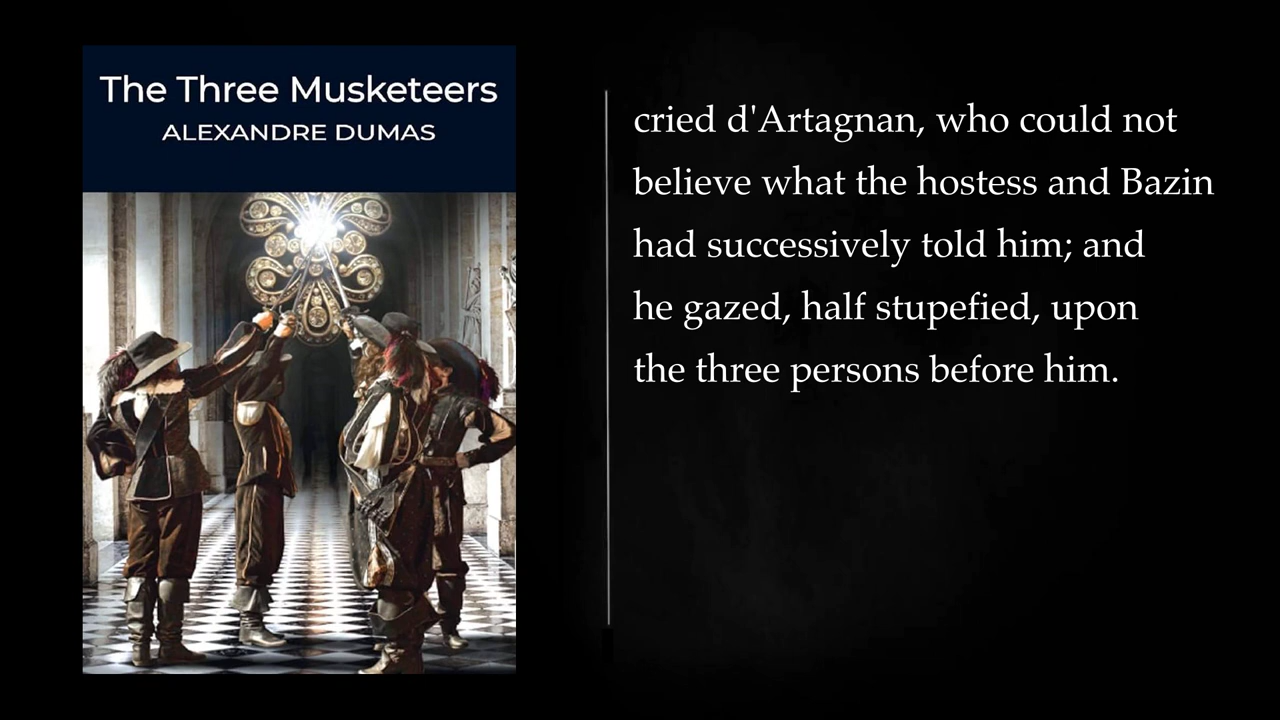 The Three Musketeers
ALEXANDRE DUMAS
cried d'Artagnan, who could not
believe what the hostess and Bazin
had successively told him; and
he gazed, half stupefied, upon
the three persons before him.